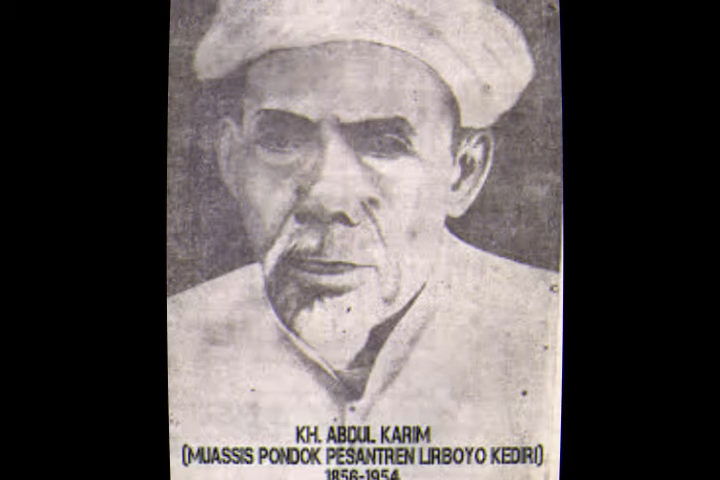 KH. ABDUL KARIM
(MUASSIS PONDOK PESANTREN LIRBOYO KEDIRI)
1856-1954